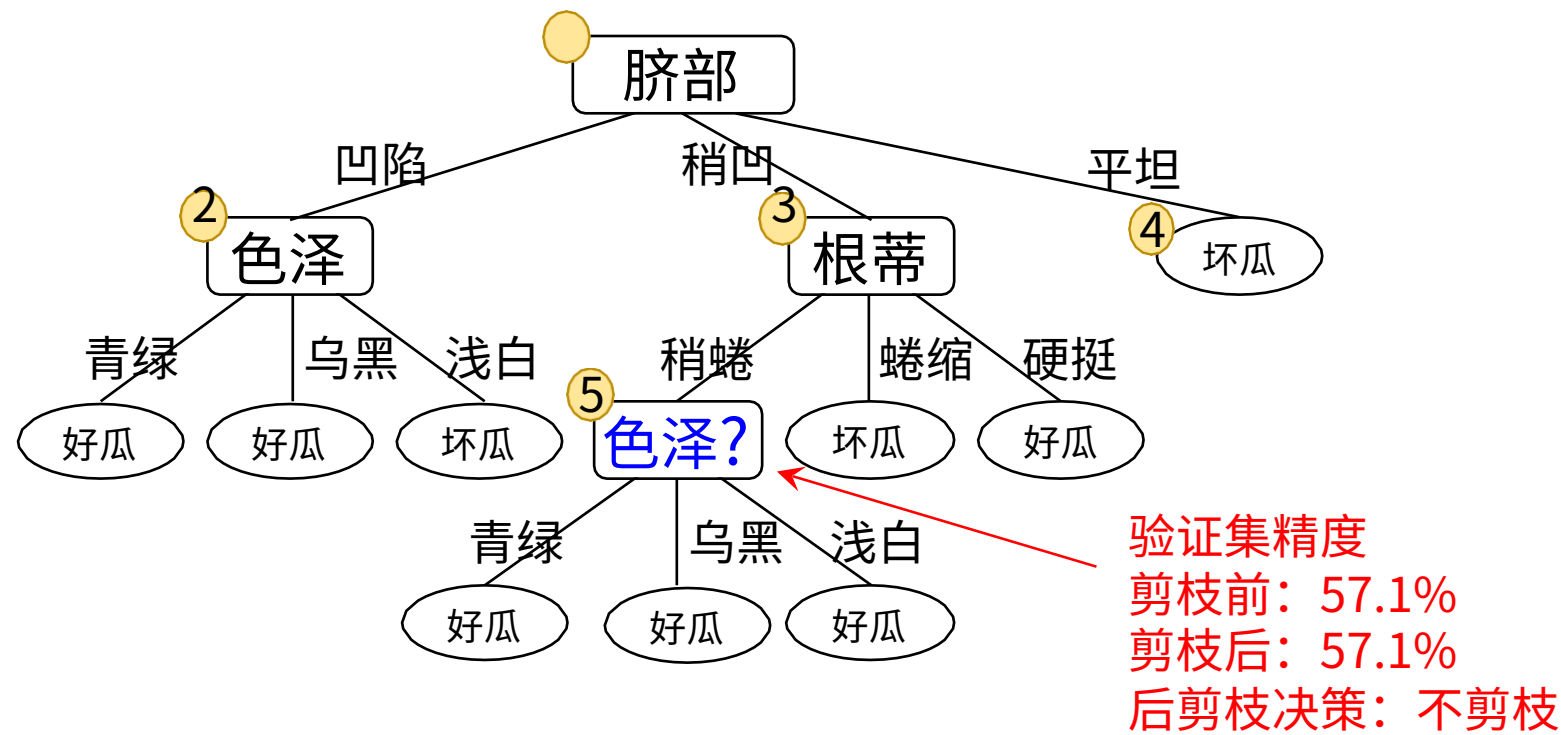 脐部
凹陷
稍凹
平坦
2
色泽
3
根蒂
4
坏瓜
青绿
乌黑
浅白
稍蜷
蜷缩
硬挺
好瓜
好瓜
坏瓜
5
色泽?
坏瓜
好瓜
青绿
乌黑
浅白
好瓜
好瓜
好瓜
验证集精度
剪枝前：57.1%
剪枝后：57.1%
后剪枝决策：不剪枝